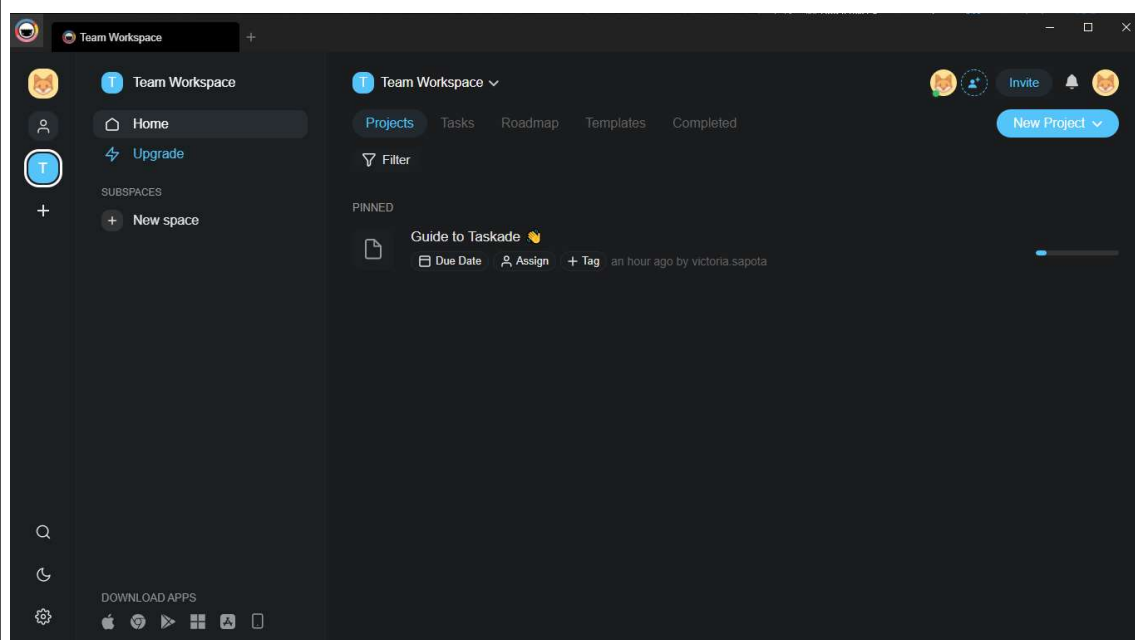 Team Workspace
T Team Workspace
Home
Upgrade
SUBSPACES
New space
DOWNLOAD APPS
T
T Team Workspace
Invite
Projects Tasks Roadmap Templates Completed
New Project
Filter
PINNED
Guide to Taskade 👋
Due Date Assign + Tag an hour ago by victoria.sapota